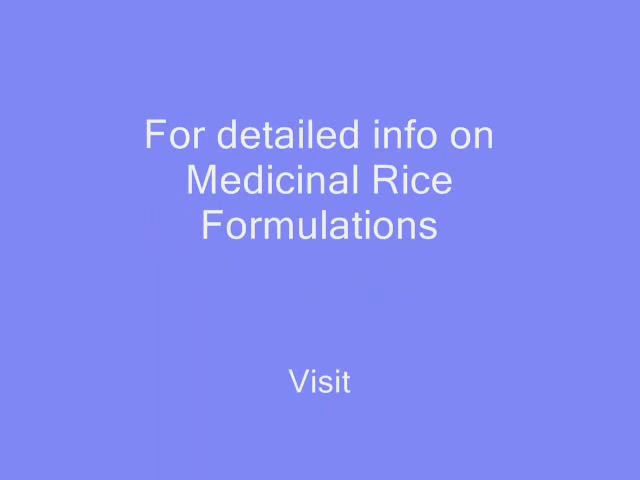 For detailed info on
Medicinal Rice
Formulations
Visit